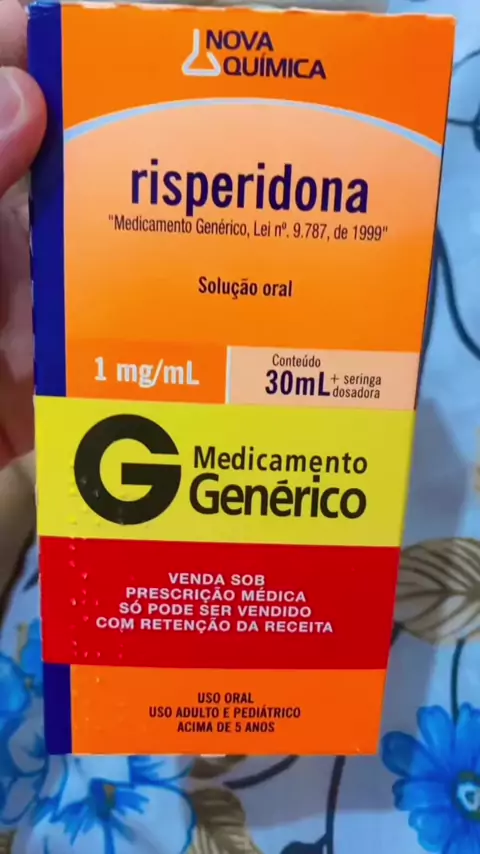 NOVA
QUÍMICA
risperidona
"Medicamento Genérico, Lei nº. 9.787, de 1999"
Solução oral
1 mg/mL
Conteúdo
30mL + seringa
dosadora
G Medicamento
Genérico
VENDA SOB
PRESCRIÇÃO MÉDICA
SÓ PODE SER VENDIDO
COM RETENÇÃO DA RECEITA
USO ORAL
USO ADULTO E PEDIÁTRICO
ACIMA DE 5 ANOS